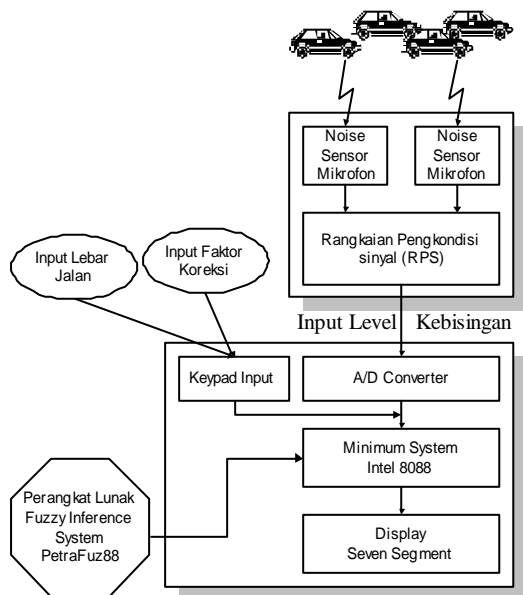 Noise
Sensor
Mikrofon
Noise
Sensor
Mikrofon
Rangkaian Pengkondisi
sinyal (RPS)
Input Lebar
Jalan
Input Faktor
Koreksi
Input Level Kebisingan
Keypad Input
A/D Converter
Minimum System
Intel 8088
Perangkat Lunak
Fuzzy Inference
System
PetraFuz88
Display
Seven Segment